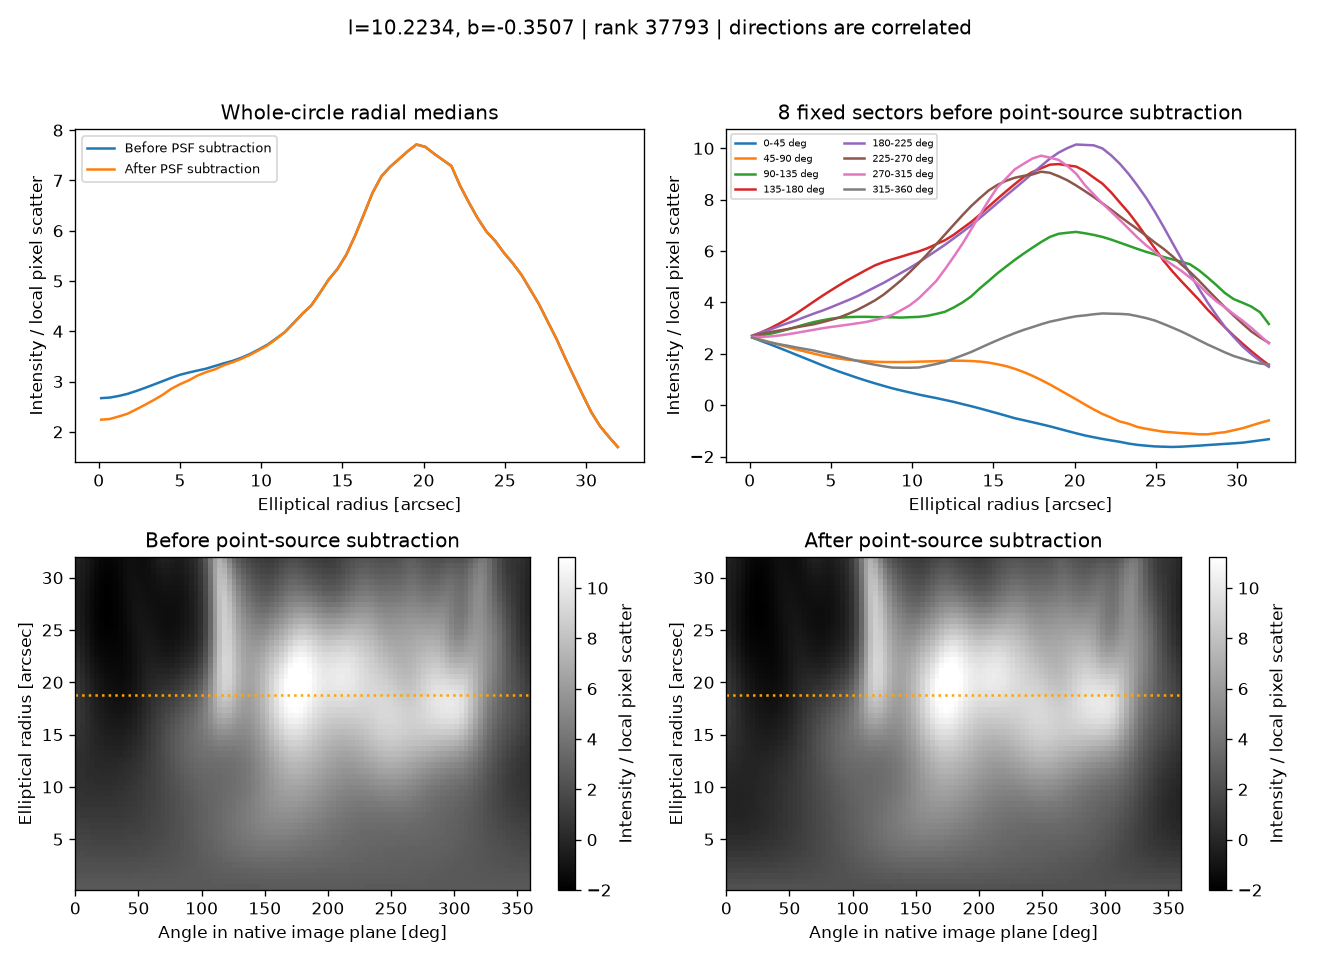 l=10.2234, b=-0.3507 | rank 37793 | directions are correlated
Whole-circle radial medians
Before PSF subtraction
After PSF subtraction
8
7
6
5
4
3
2
Intensity / local pixel scatter
0 5 10 15 20 25 30
Elliptical radius [arcsec]
8 fixed sectors before point-source subtraction
0-45 deg
45-90 deg
90-135 deg
135-180 deg
180-225 deg
225-270 deg
270-315 deg
315-360 deg
10
8
6
4
2
0
−2
Intensity / local pixel scatter
0 5 10 15 20 25 30
Elliptical radius [arcsec]
Before point-source subtraction
30
25
20
15
10
5
Elliptical radius [arcsec]
0 50 100 150 200 250 300 350
Angle in native image plane [deg]
10
8
6
4
2
0
−2
Intensity / local pixel scatter
After point-source subtraction
30
25
20
15
10
5
Elliptical radius [arcsec]
0 50 100 150 200 250 300 350
Angle in native image plane [deg]
10
8
6
4
2
0
−2
Intensity / local pixel scatter